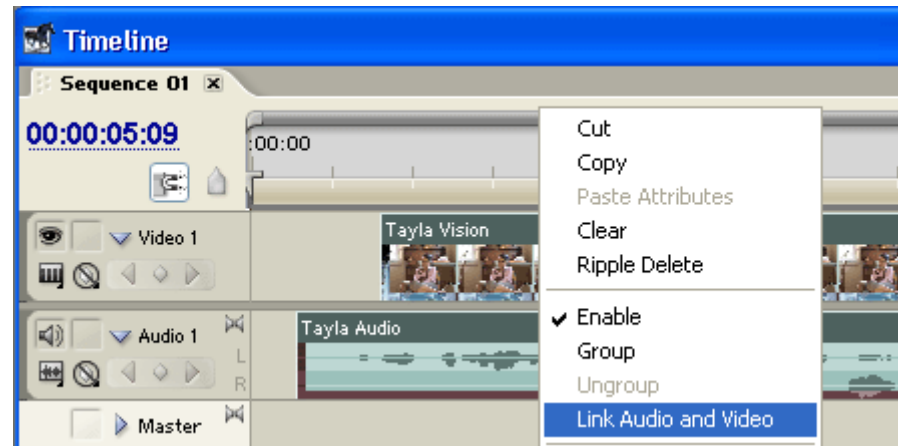 Timeline
Sequence 01
00:00:05:09
:00:00
Cut
Copy
Paste Attributes
Clear
Ripple Delete
Enable
Group
Ungroup
Link Audio and Video
Video 1
Tayla Vision
Audio 1
L
R
Tayla Audio
Master